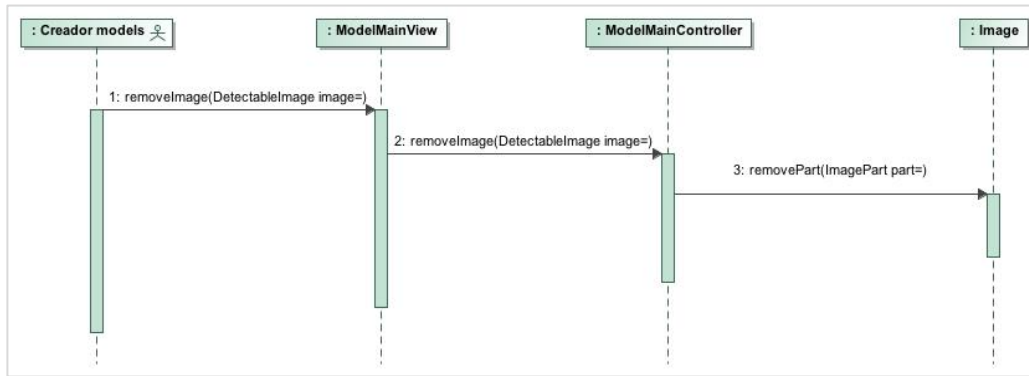 : Creador models
: ModelMainView
: ModelMainController
: Image
1: removeImage(DetectableImage image=)
2: removeImage(DetectableImage image=)
3: removePart(ImagePart part=)